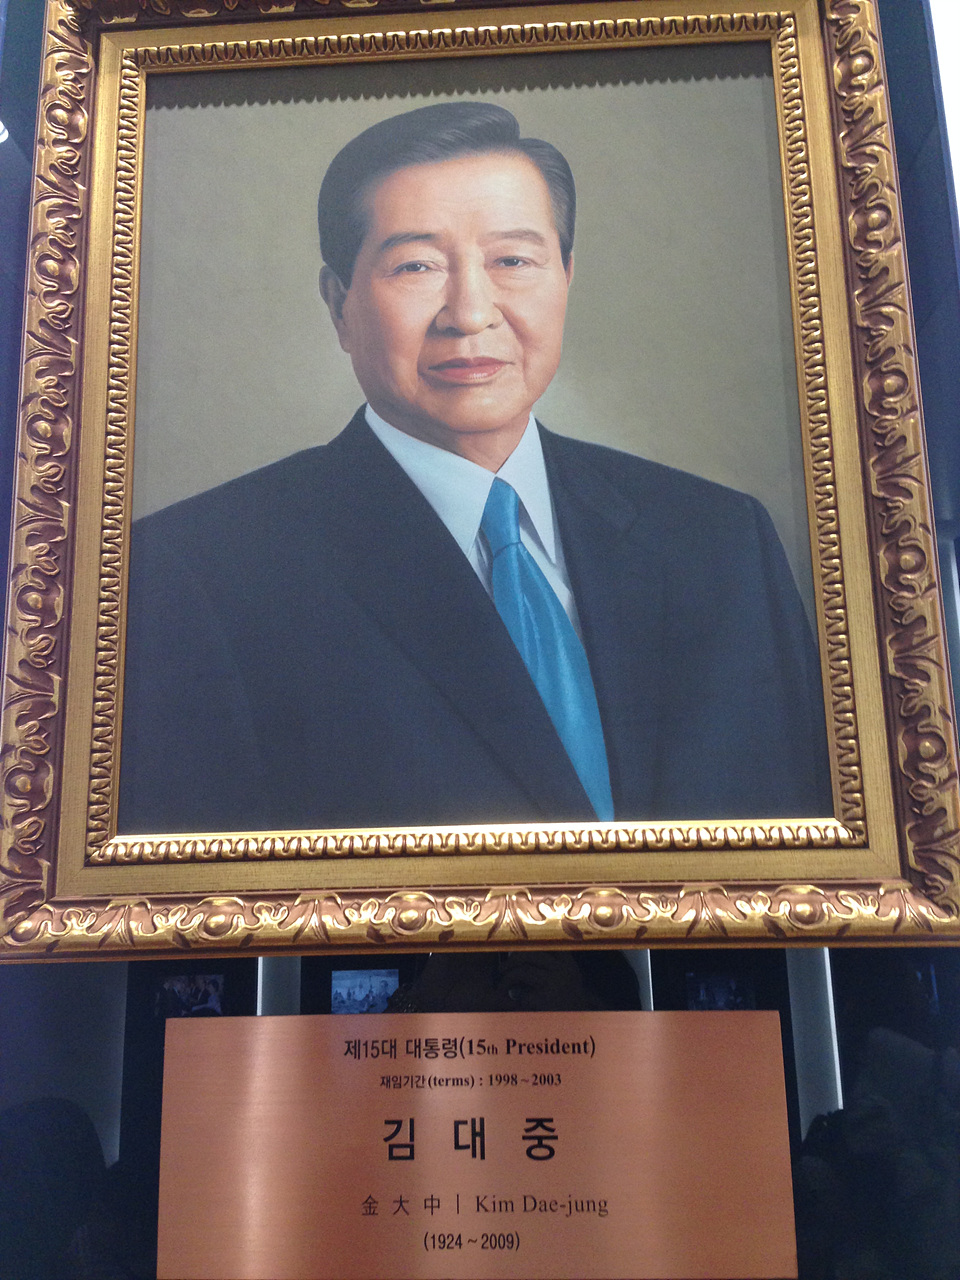 제15대 대통령(15th President)
재임기간(terms) : 1998~2003
김 대 중
金 大 中 | Kim Dae-jung
(1924~2009)